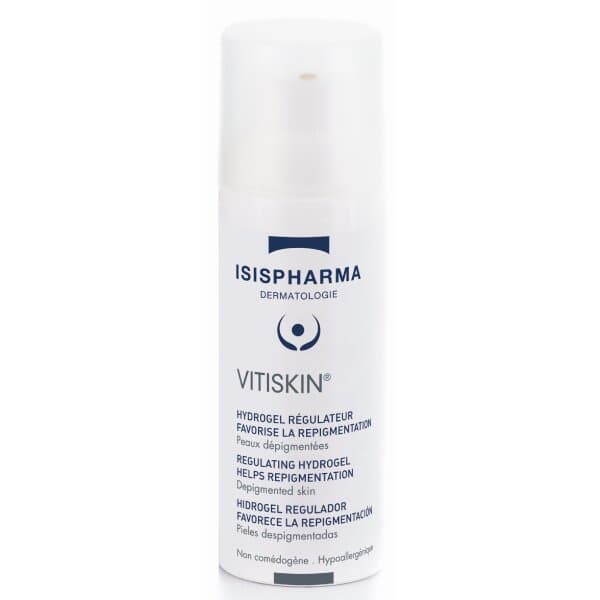 ISISPHARMA
DERMATOLOGIE
VITISKIN®
HYDROGEL RÉGULATEUR
FAVORISE LA REPIGMENTATION
Peaux dépigmentées
REGULATING HYDROGEL
HELPS REPIGMENTATION
Depigmented skin
HIDROGEL REGULADOR
FAVORECE LA REPIGMENTACIÓN
Pieles despigmentadas
Non comédogène . Hypoallergénique